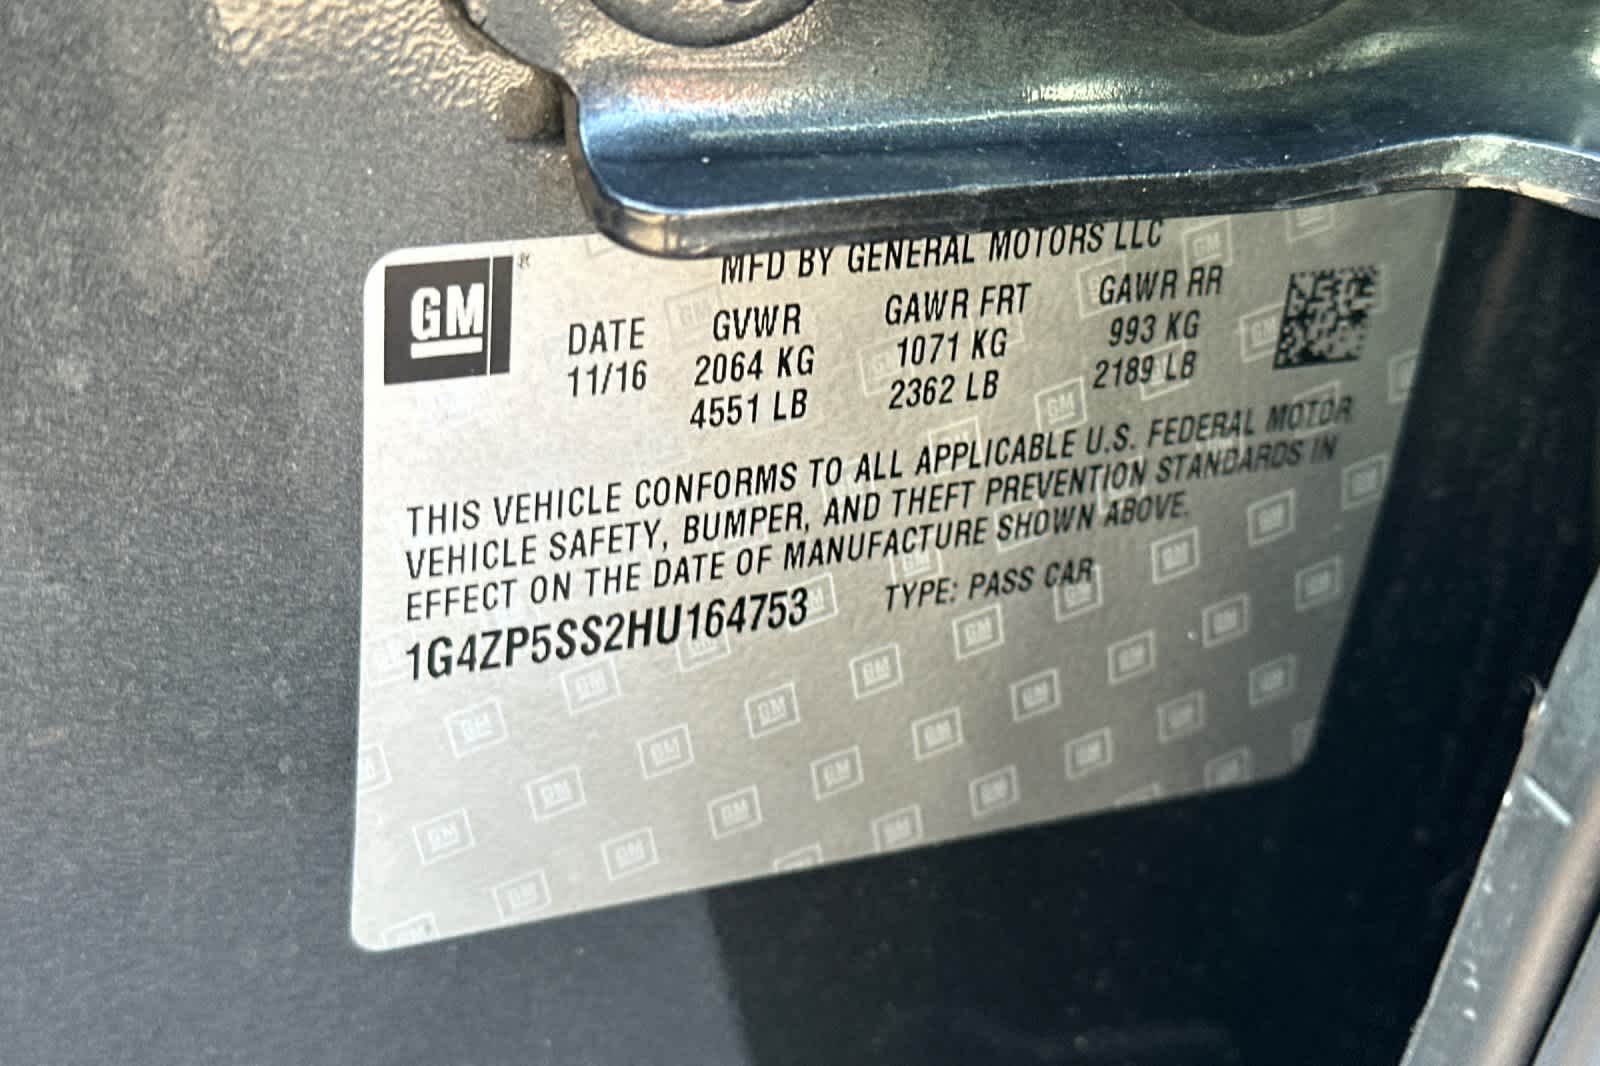 MFD BY GENERAL MOTORS LLC
GM
DATE GVWR GAWR FRT GAWR RR
11/16 2064 KG 1071 KG 993 KG
4551 LB 2362 LB 2189 LB
THIS VEHICLE CONFORMS TO ALL APPLICABLE U.S. FEDERAL MOTOR
VEHICLE SAFETY, BUMPER, AND THEFT PREVENTION STANDARDS IN
EFFECT ON THE DATE OF MANUFACTURE SHOWN ABOVE.
1G4ZP5SS2HU164753 TYPE: PASS CAR